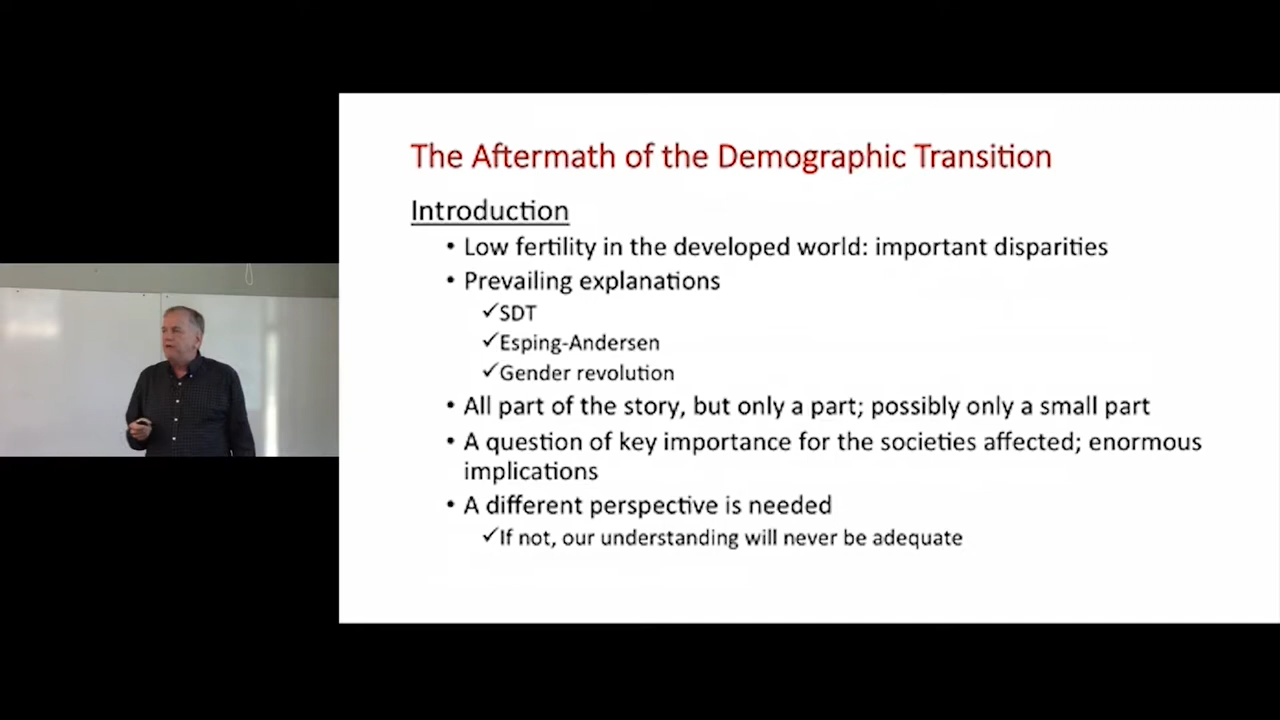 The Aftermath of the Demographic Transition
Introduction
• Low fertility in the developed world: important disparities
• Prevailing explanations
✓SDT
✓Esping-Andersen
✓Gender revolution
• All part of the story, but only a part; possibly only a small part
• A question of key importance for the societies affected; enormous
implications
• A different perspective is needed
✓If not, our understanding will never be adequate